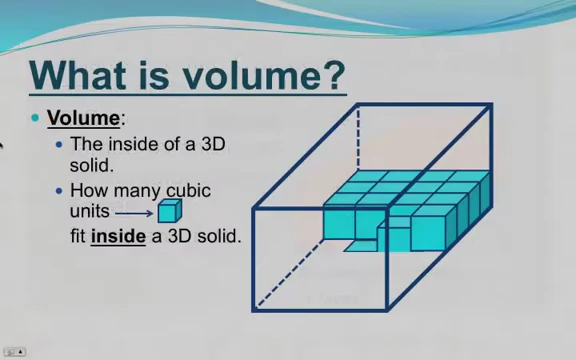 What is volume?
Volume:
The inside of a 3D
solid.
How many cubic
units
fit inside a 3D solid.